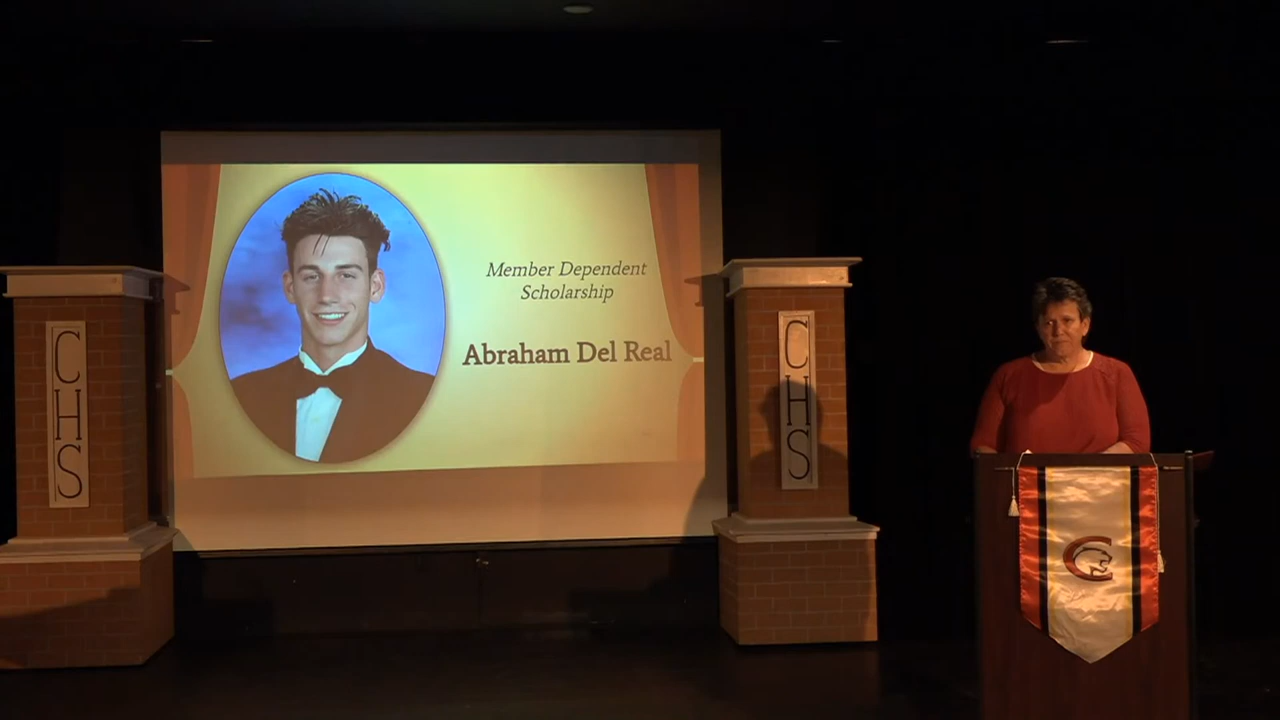 CHS
Member Dependent
Scholarship
Abraham Del Real
CHS
C